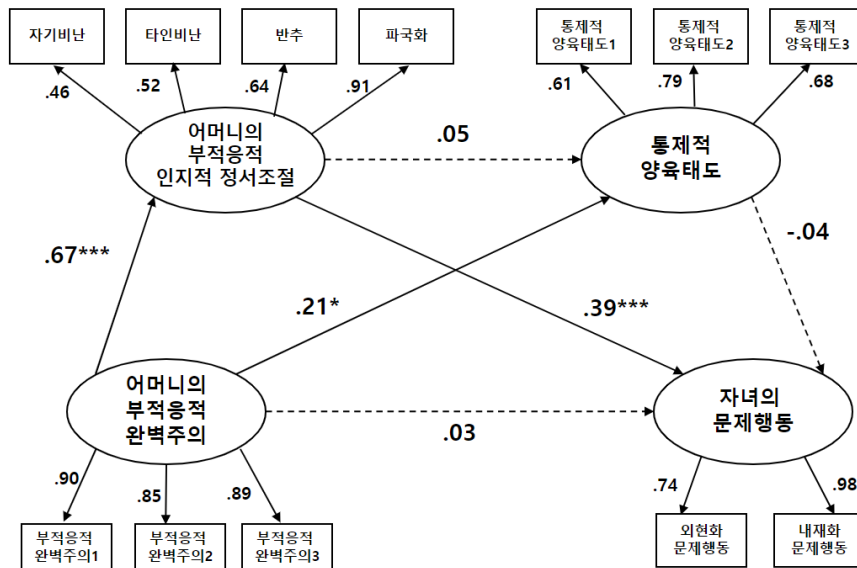 자기비난
타인비난
반추
파국화
통제적
양육태도1
통제적
양육태도2
통제적
양육태도3
.46
.52
.64
.91
.61
.79
.68
어머니의
부적응적
인지적 정서조절
.05
통제적
양육태도
.67***
.21*
.39***
-.04
어머니의
부적응적
완벽주의
.03
자녀의
문제행동
.90
.85
.89
.74
.98
부적응적
완벽주의1
부적응적
완벽주의2
부적응적
완벽주의3
외현화
문제행동
내재화
문제행동